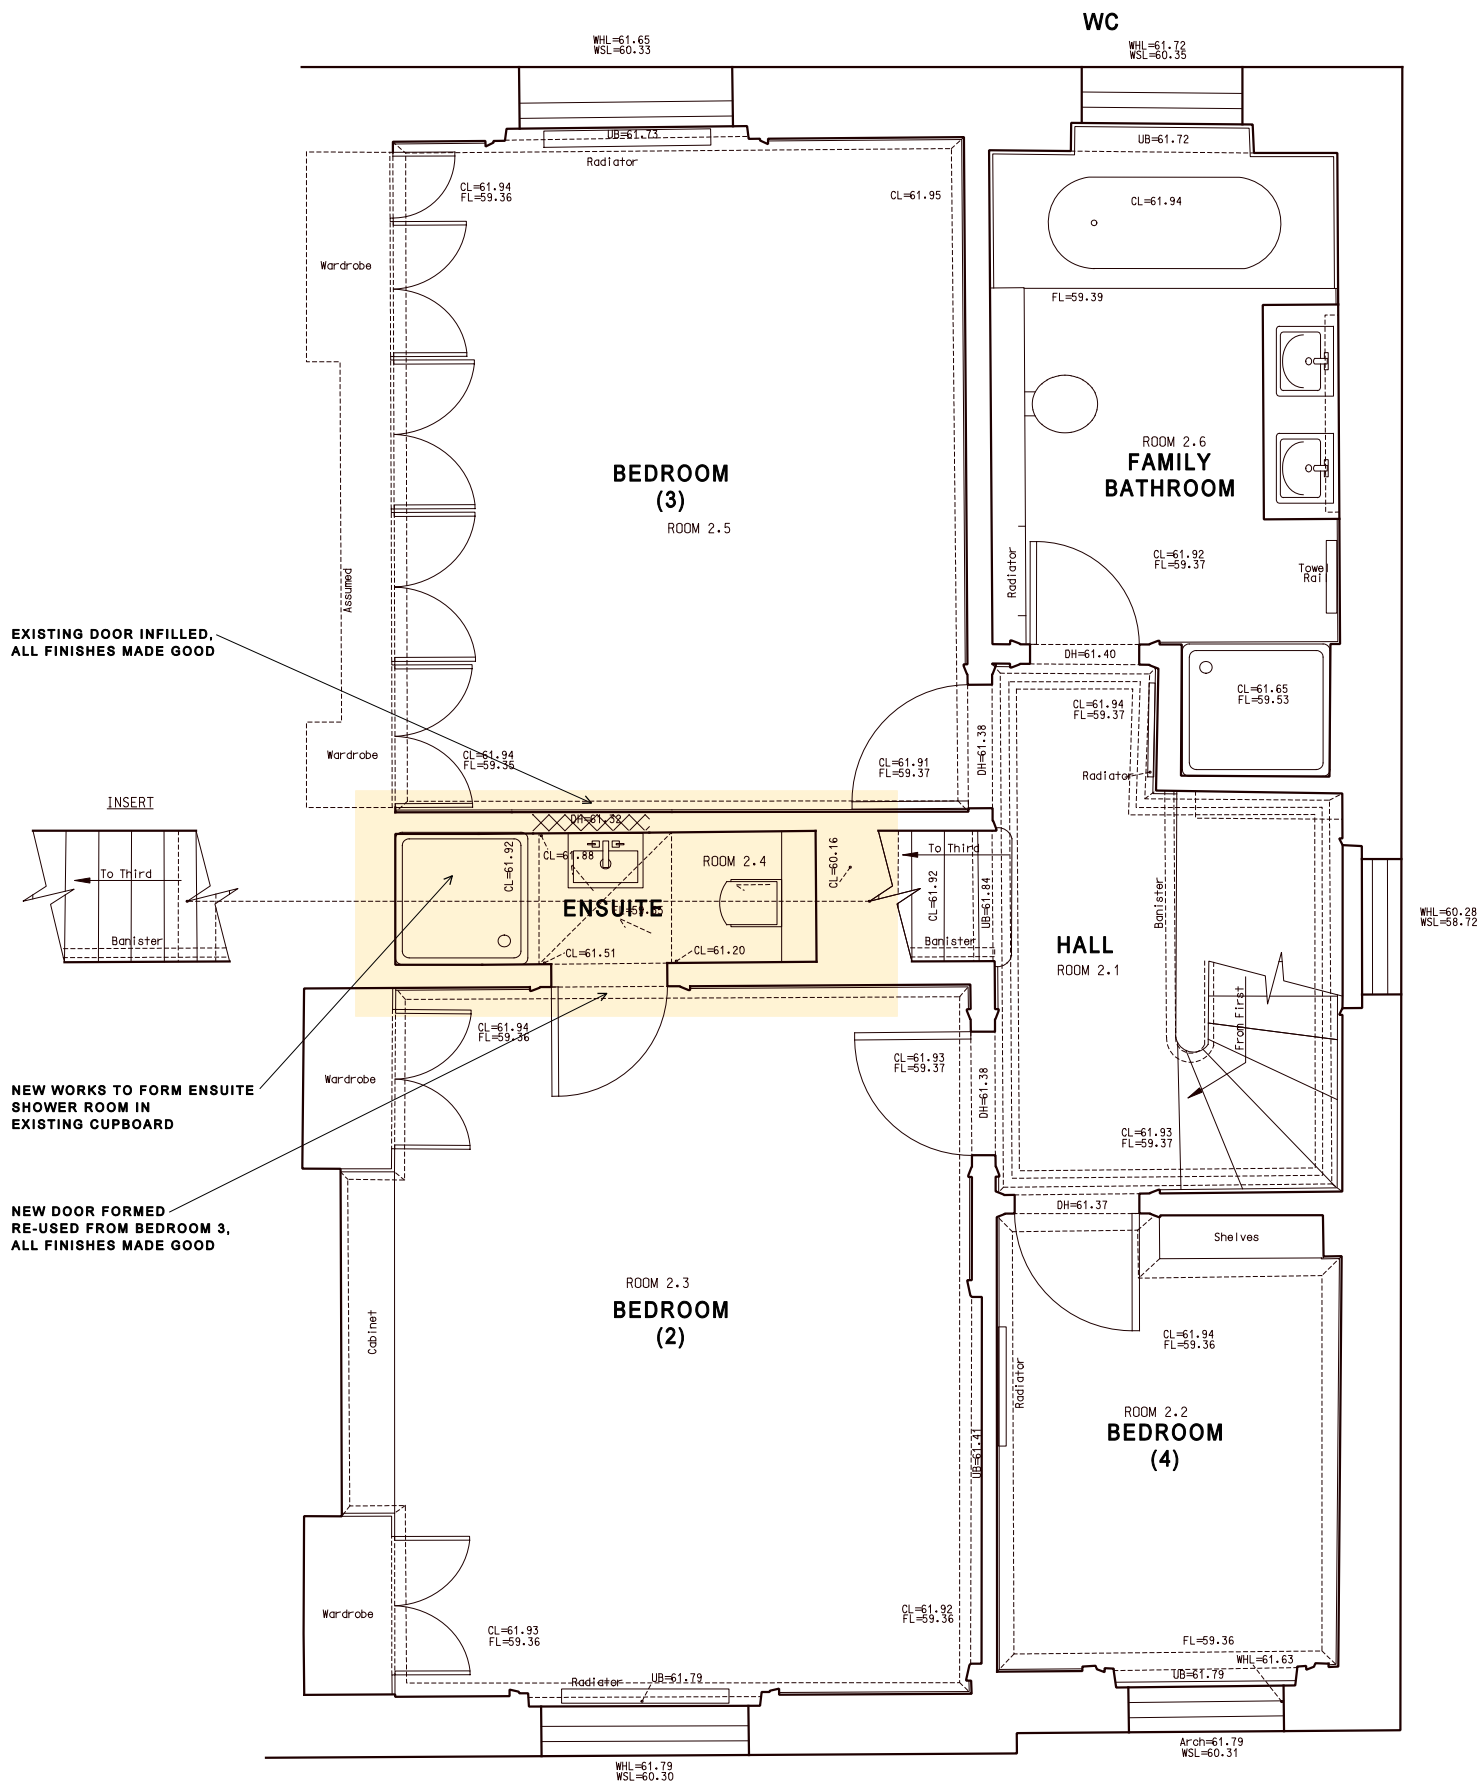 WC
WHL=61.65
WSL=60.33
WHL=61.72
WSL=60.35
UB=61.73
Radiator
UB=61.72
CL=61.94
FL=59.36
CL=61.95
CL=61.94
Wardrobe
FL=59.39
ROOM 2.6
FAMILY
BATHROOM
BEDROOM
(3)
ROOM 2.5
CL=61.92
FL=59.37
Radiator
Towel
Rail
Assumed
EXISTING DOOR INFILLED,
ALL FINISHES MADE GOOD
DH=61.40
CL=61.65
FL=59.53
CL=61.94
FL=59.37
DH=61.38
Wardrobe
CL=61.94
FL=59.35
CL=61.91
FL=59.37
Radiator
INSERT
DH=61.32
To Third
Banister
CL=61.92
CL=61.88
ROOM 2.4
ENSUITE
CL=61.51
CL=61.20
CL=60.16
To Third
CL=61.92
UB=61.84
Banister
Banister
HALL
ROOM 2.1
WHL=60.28
WSL=58.72
From First
CL=61.94
FL=59.36
CL=61.93
FL=59.37
DH=61.38
Wardrobe
NEW WORKS TO FORM ENSUITE
SHOWER ROOM IN
EXISTING CUPBOARD
CL=61.93
FL=59.37
NEW DOOR FORMED
RE-USED FROM BEDROOM 3,
ALL FINISHES MADE GOOD
DH=61.37
Shelves
ROOM 2.3
BEDROOM
(2)
Cabinet
CL=61.94
FL=59.36
Radiator
ROOM 2.2
BEDROOM
(4)
UB=61.41
Wardrobe
CL=61.93
FL=59.36
CL=61.92
FL=59.36
FL=59.36
WHL=61.63
UB=61.79
Radiator
UB=61.79
Arch=61.79
WSL=60.31
WHL=61.79
WSL=60.30